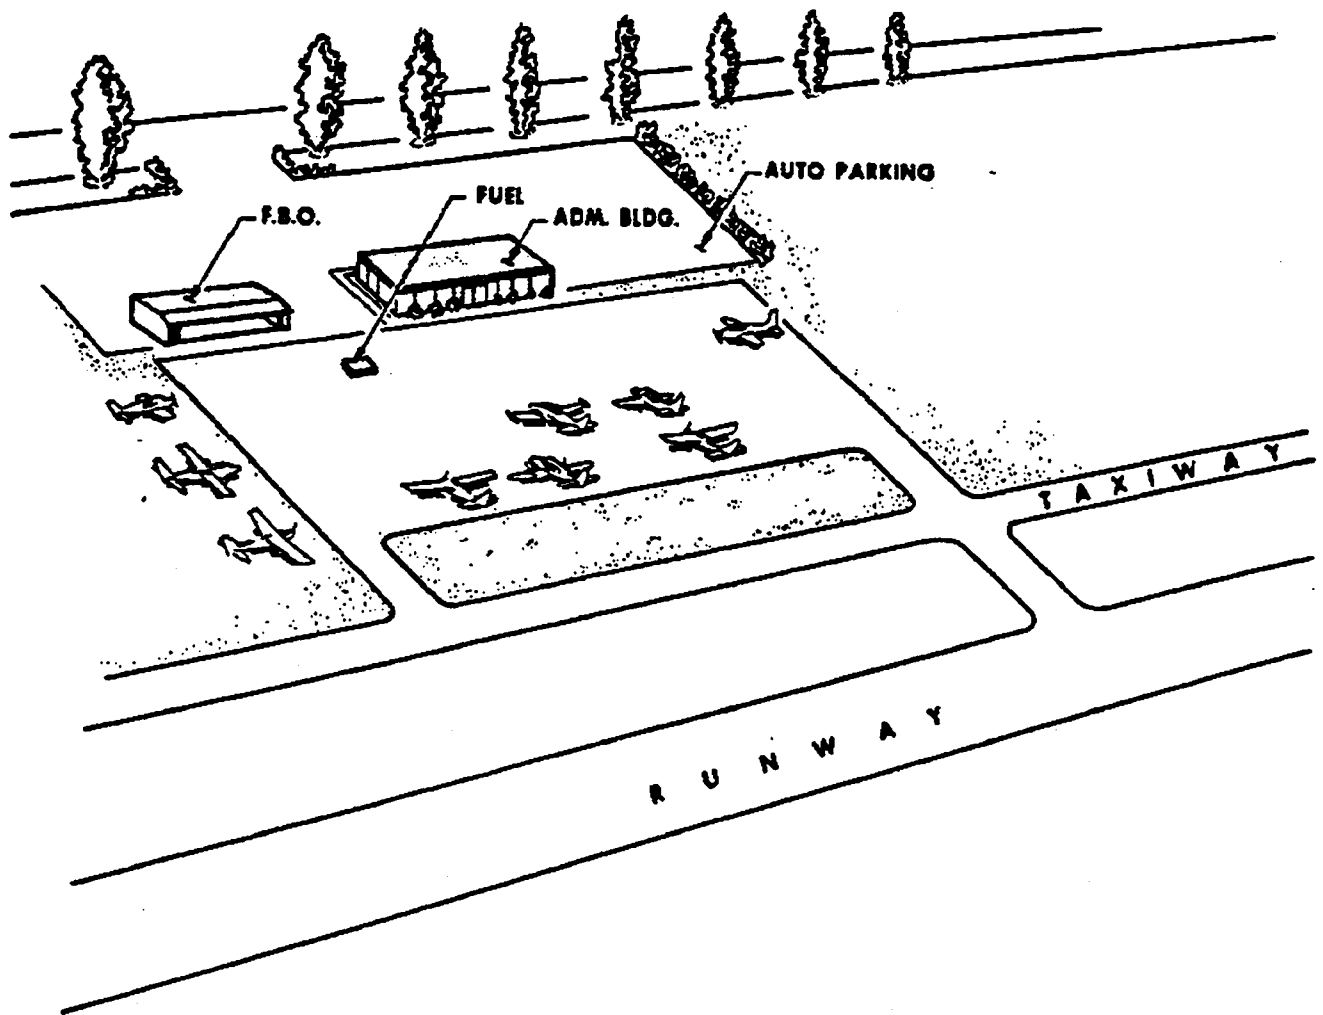 AUTO PARKING
FUEL
F.B.O.
ADM. BLDG.
TAXIWAY
RUNWAY